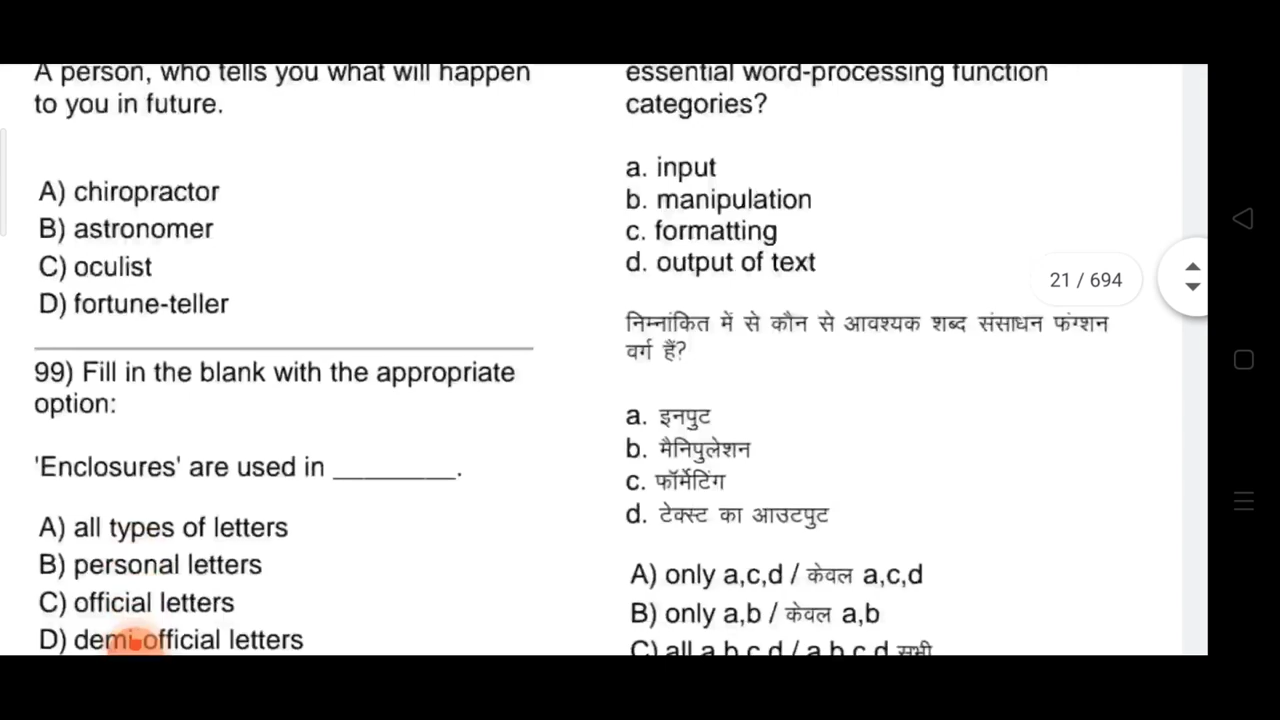 A person, who tells you what will happen
to you in future.
A) chiropractor
B) astronomer
C) oculist
D) fortune-teller
99) Fill in the blank with the appropriate
option:
'Enclosures' are used in ________.
A) all types of letters
B) personal letters
C) official letters
D) demi-official letters
essential word-processing function
categories?
a. input
b. manipulation
c. formatting
d. output of text
निम्नांकित में से कौन से आवश्यक शब्द संसाधन फंग्शन
वर्ग हैं?
a. इनपुट
b. मैनिपुलेशन
c. फॉर्मेटिंग
d. टेक्स्ट का आउटपुट
A) only a,c,d / केवल a,c,d
B) only a,b / केवल a,b
C) all a,b,c,d / a,b,c,d सभी
21 / 694